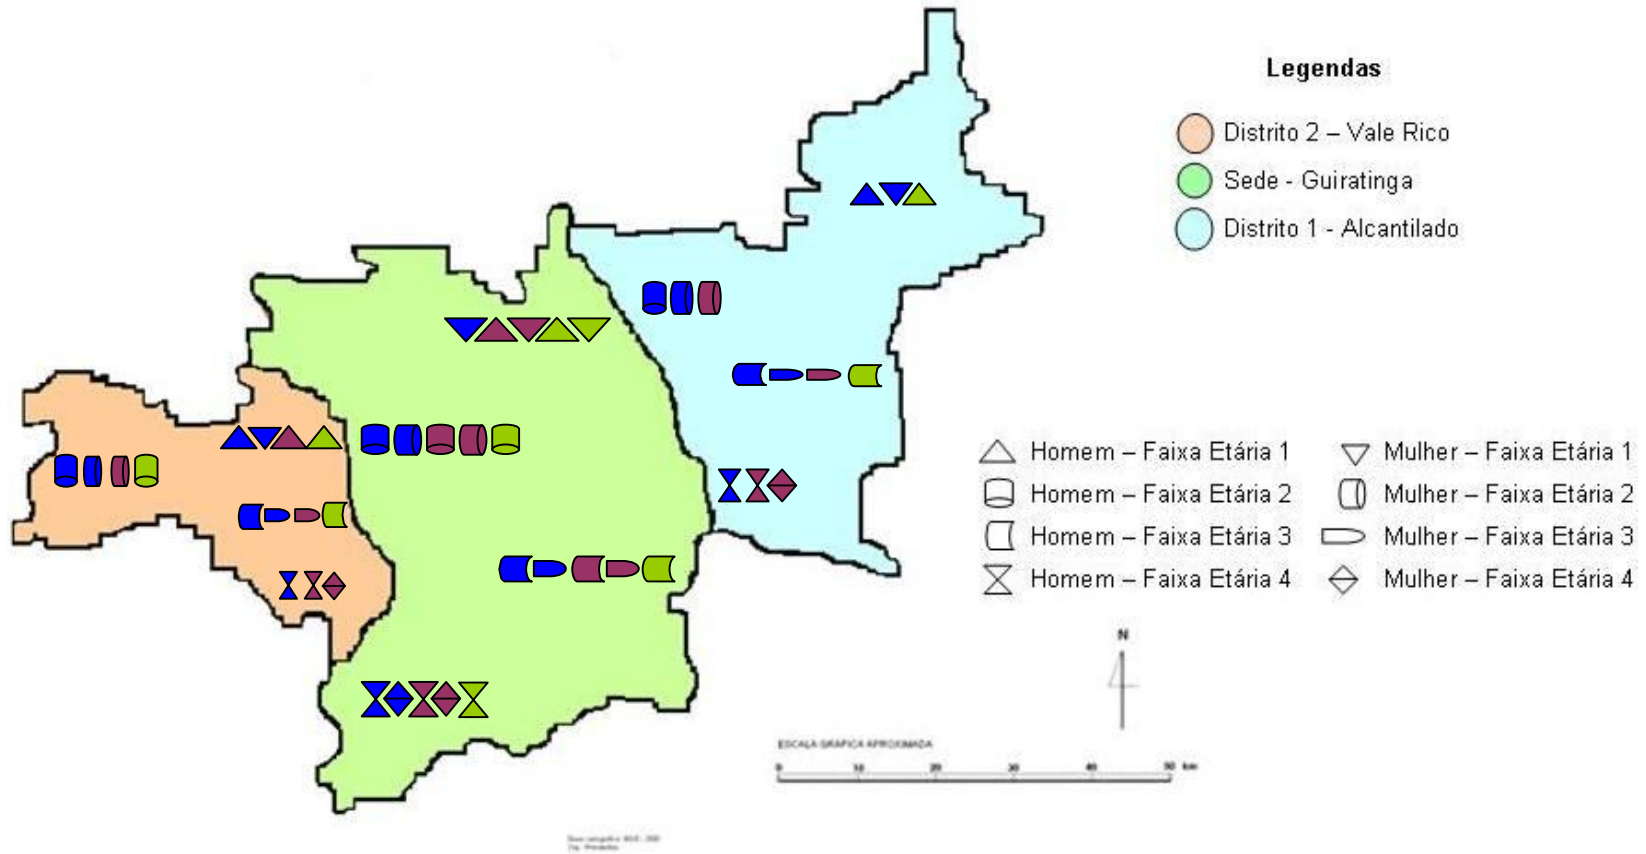 Legendas
Distrito 2 – Vale Rico
Sede - Guiratinga
Distrito 1 - Alcantilado
Homem – Faixa Etária 1
Mulher – Faixa Etária 1
Homem – Faixa Etária 2
Mulher – Faixa Etária 2
Homem – Faixa Etária 3
Mulher – Faixa Etária 3
Homem – Faixa Etária 4
Mulher – Faixa Etária 4
N
ESCALA GRÁFICA APROXIMADA
0 10 20 30 40 50 km